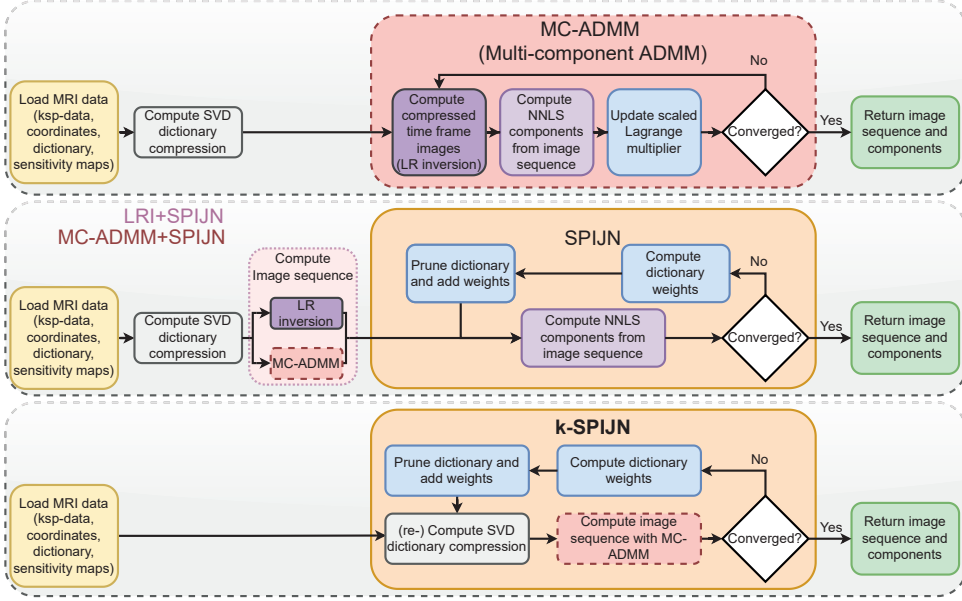 MC-ADMM
(Multi-component ADMM)
No
Load MRI data
(ksp-data,
coordinates,
dictionary,
sensitivity maps)
Compute SVD
dictionary
compression
Compute
compressed
time frame
images
(LR inversion)
Compute
NNLS
components
from image
sequence
Update scaled
Lagrange
multiplier
Converged?
Yes
Return image
sequence and
components
LRI+SPIJN
MC-ADMM+SPIJN
SPIJN
Compute
Image sequence
Prune dictionary
and add weights
Compute
dictionary
weights
No
Load MRI data
(ksp-data,
coordinates,
dictionary,
sensitivity maps)
Compute SVD
dictionary
compression
LR
inversion
MC-ADMM
Compute NNLS
components from
image sequence
Converged?
Yes
Return image
sequence and
components
k-SPIJN
Prune dictionary and
add weights
Compute dictionary
weights
No
Load MRI data
(ksp-data,
coordinates,
dictionary,
sensitivity maps)
(re-) Compute SVD
dictionary compression
Compute image
sequence with MC-
ADMM
Converged?
Yes
Return image
sequence and
components